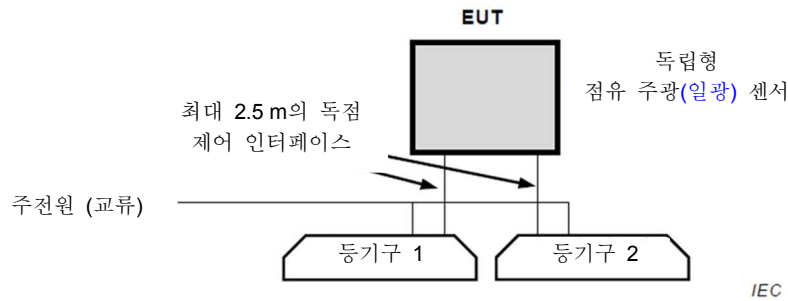 EUT
독립형
점유 주광(일광) 센서
최대 2.5 m의 독점
제어 인터페이스
주전원 (교류)
등기구 1
등기구 2
IEC